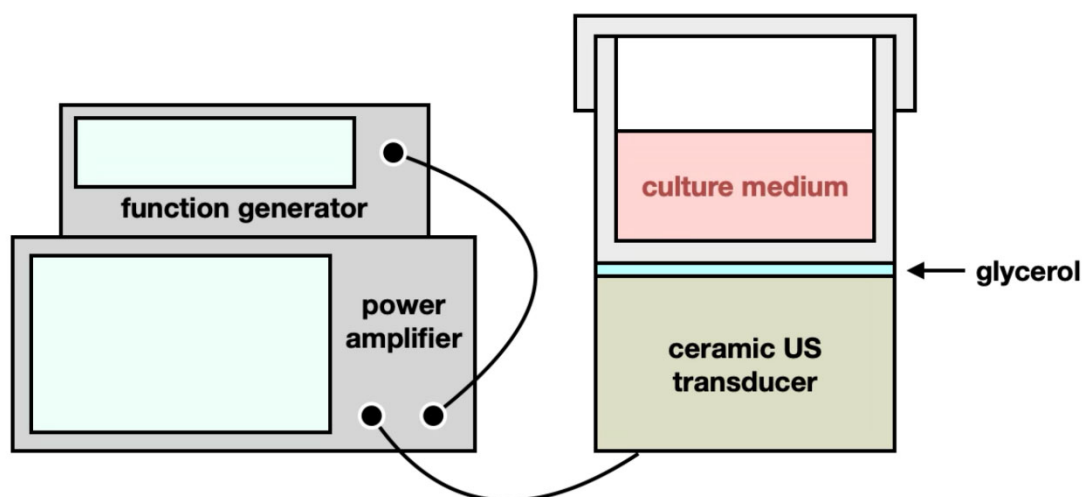 function generator
power
amplifier
culture medium
glycerol
ceramic US
transducer